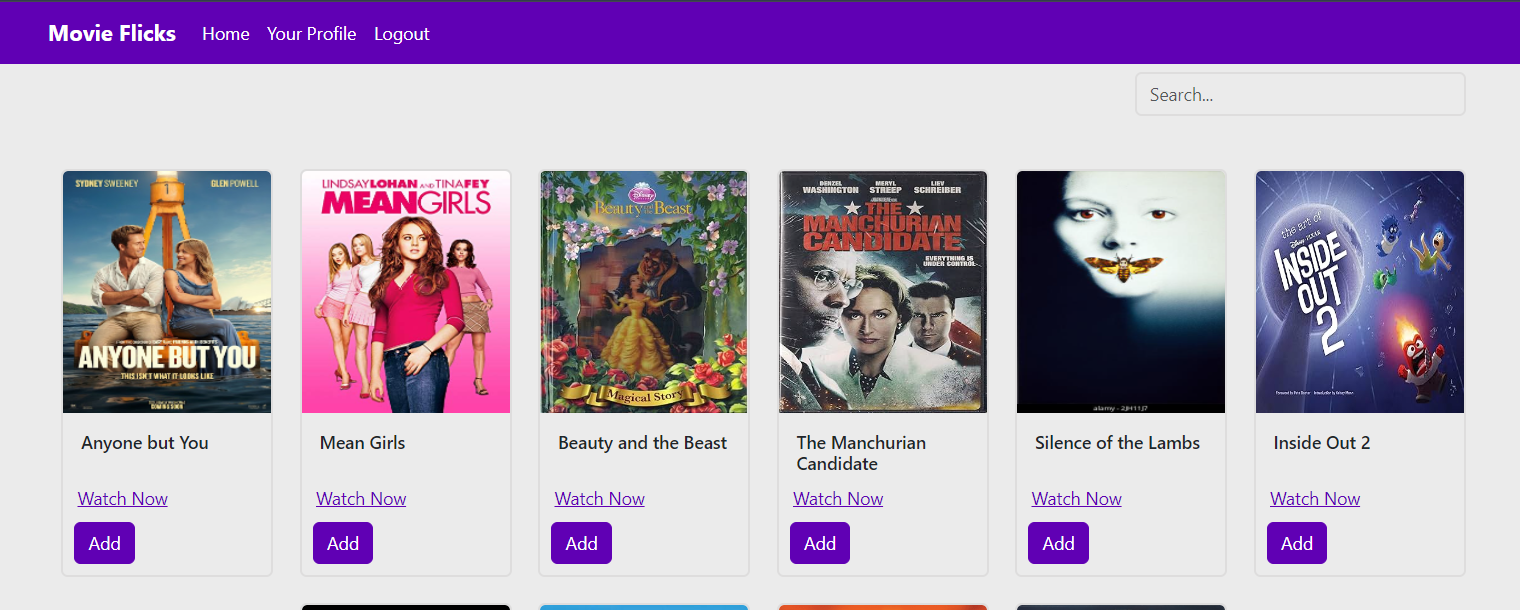 Movie Flicks Home Your Profile Logout
Search...
SYDNEY SWEENEY GLEN POWELL
ANYONE BUT YOU
THIS ISN'T WHAT IT LOOKS LIKE
COMING SOON
LINDSAY LOHAN AND TINA FEY
MEAN GIRLS
Disney
Beauty and the Beast
Magical Story
DENZEL WASHINGTON MERYL STREEP LIEV SCHREIBER
THE
MANCHURIAN
CANDIDATE
EVERYTHING IS
UNDER CONTROL.
alamy - 2JH11J7
the art of
Disney PIXAR
INSIDE
OUT
2
Anyone but You
Mean Girls
Beauty and the Beast
The Manchurian
Candidate
Silence of the Lambs
Inside Out 2
Watch Now Watch Now Watch Now Watch Now Watch Now Watch Now
Add Add Add Add Add Add